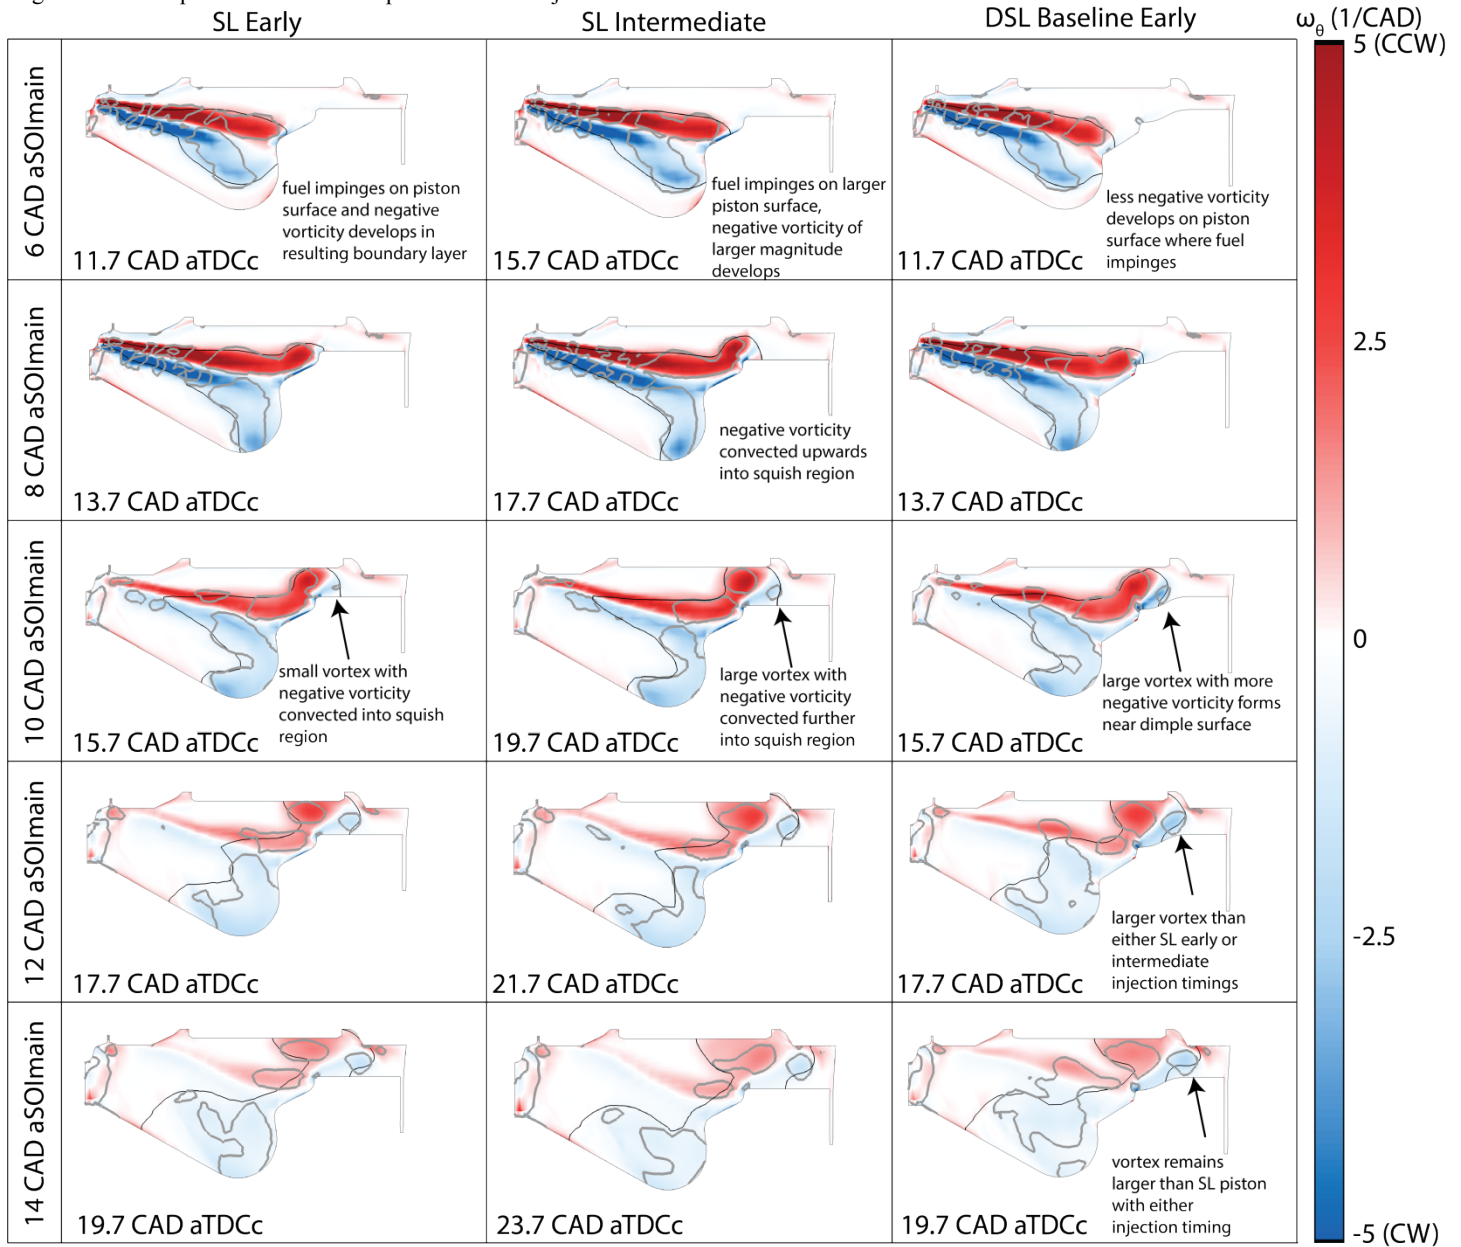 SL Early
SL Intermediate
DSL Baseline Early
ωθ (1/CAD)
5 (CCW)
2.5
0
-2.5
-5 (CW)
6 CAD aSOImain
fuel impinges on piston
surface and negative
vorticity develops in
resulting boundary layer
11.7 CAD aTDCc
fuel impinges on larger
piston surface,
negative vorticity of
larger magnitude
develops
15.7 CAD aTDCc
less negative vorticity
develops on piston
surface where fuel
impinges
11.7 CAD aTDCc
8 CAD aSOImain
13.7 CAD aTDCc
negative vorticity
convected upwards
into squish region
17.7 CAD aTDCc
13.7 CAD aTDCc
10 CAD aSOImain
small vortex with
negative vorticity
convected into squish
region
15.7 CAD aTDCc
large vortex with
negative vorticity
convected further
into squish region
19.7 CAD aTDCc
large vortex with more
negative vorticity forms
near dimple surface
15.7 CAD aTDCc
12 CAD aSOImain
17.7 CAD aTDCc
21.7 CAD aTDCc
larger vortex than
either SL early or
intermediate
injection timings
17.7 CAD aTDCc
14 CAD aSOImain
19.7 CAD aTDCc
23.7 CAD aTDCc
vortex remains
larger than SL piston
with either
injection timing
19.7 CAD aTDCc